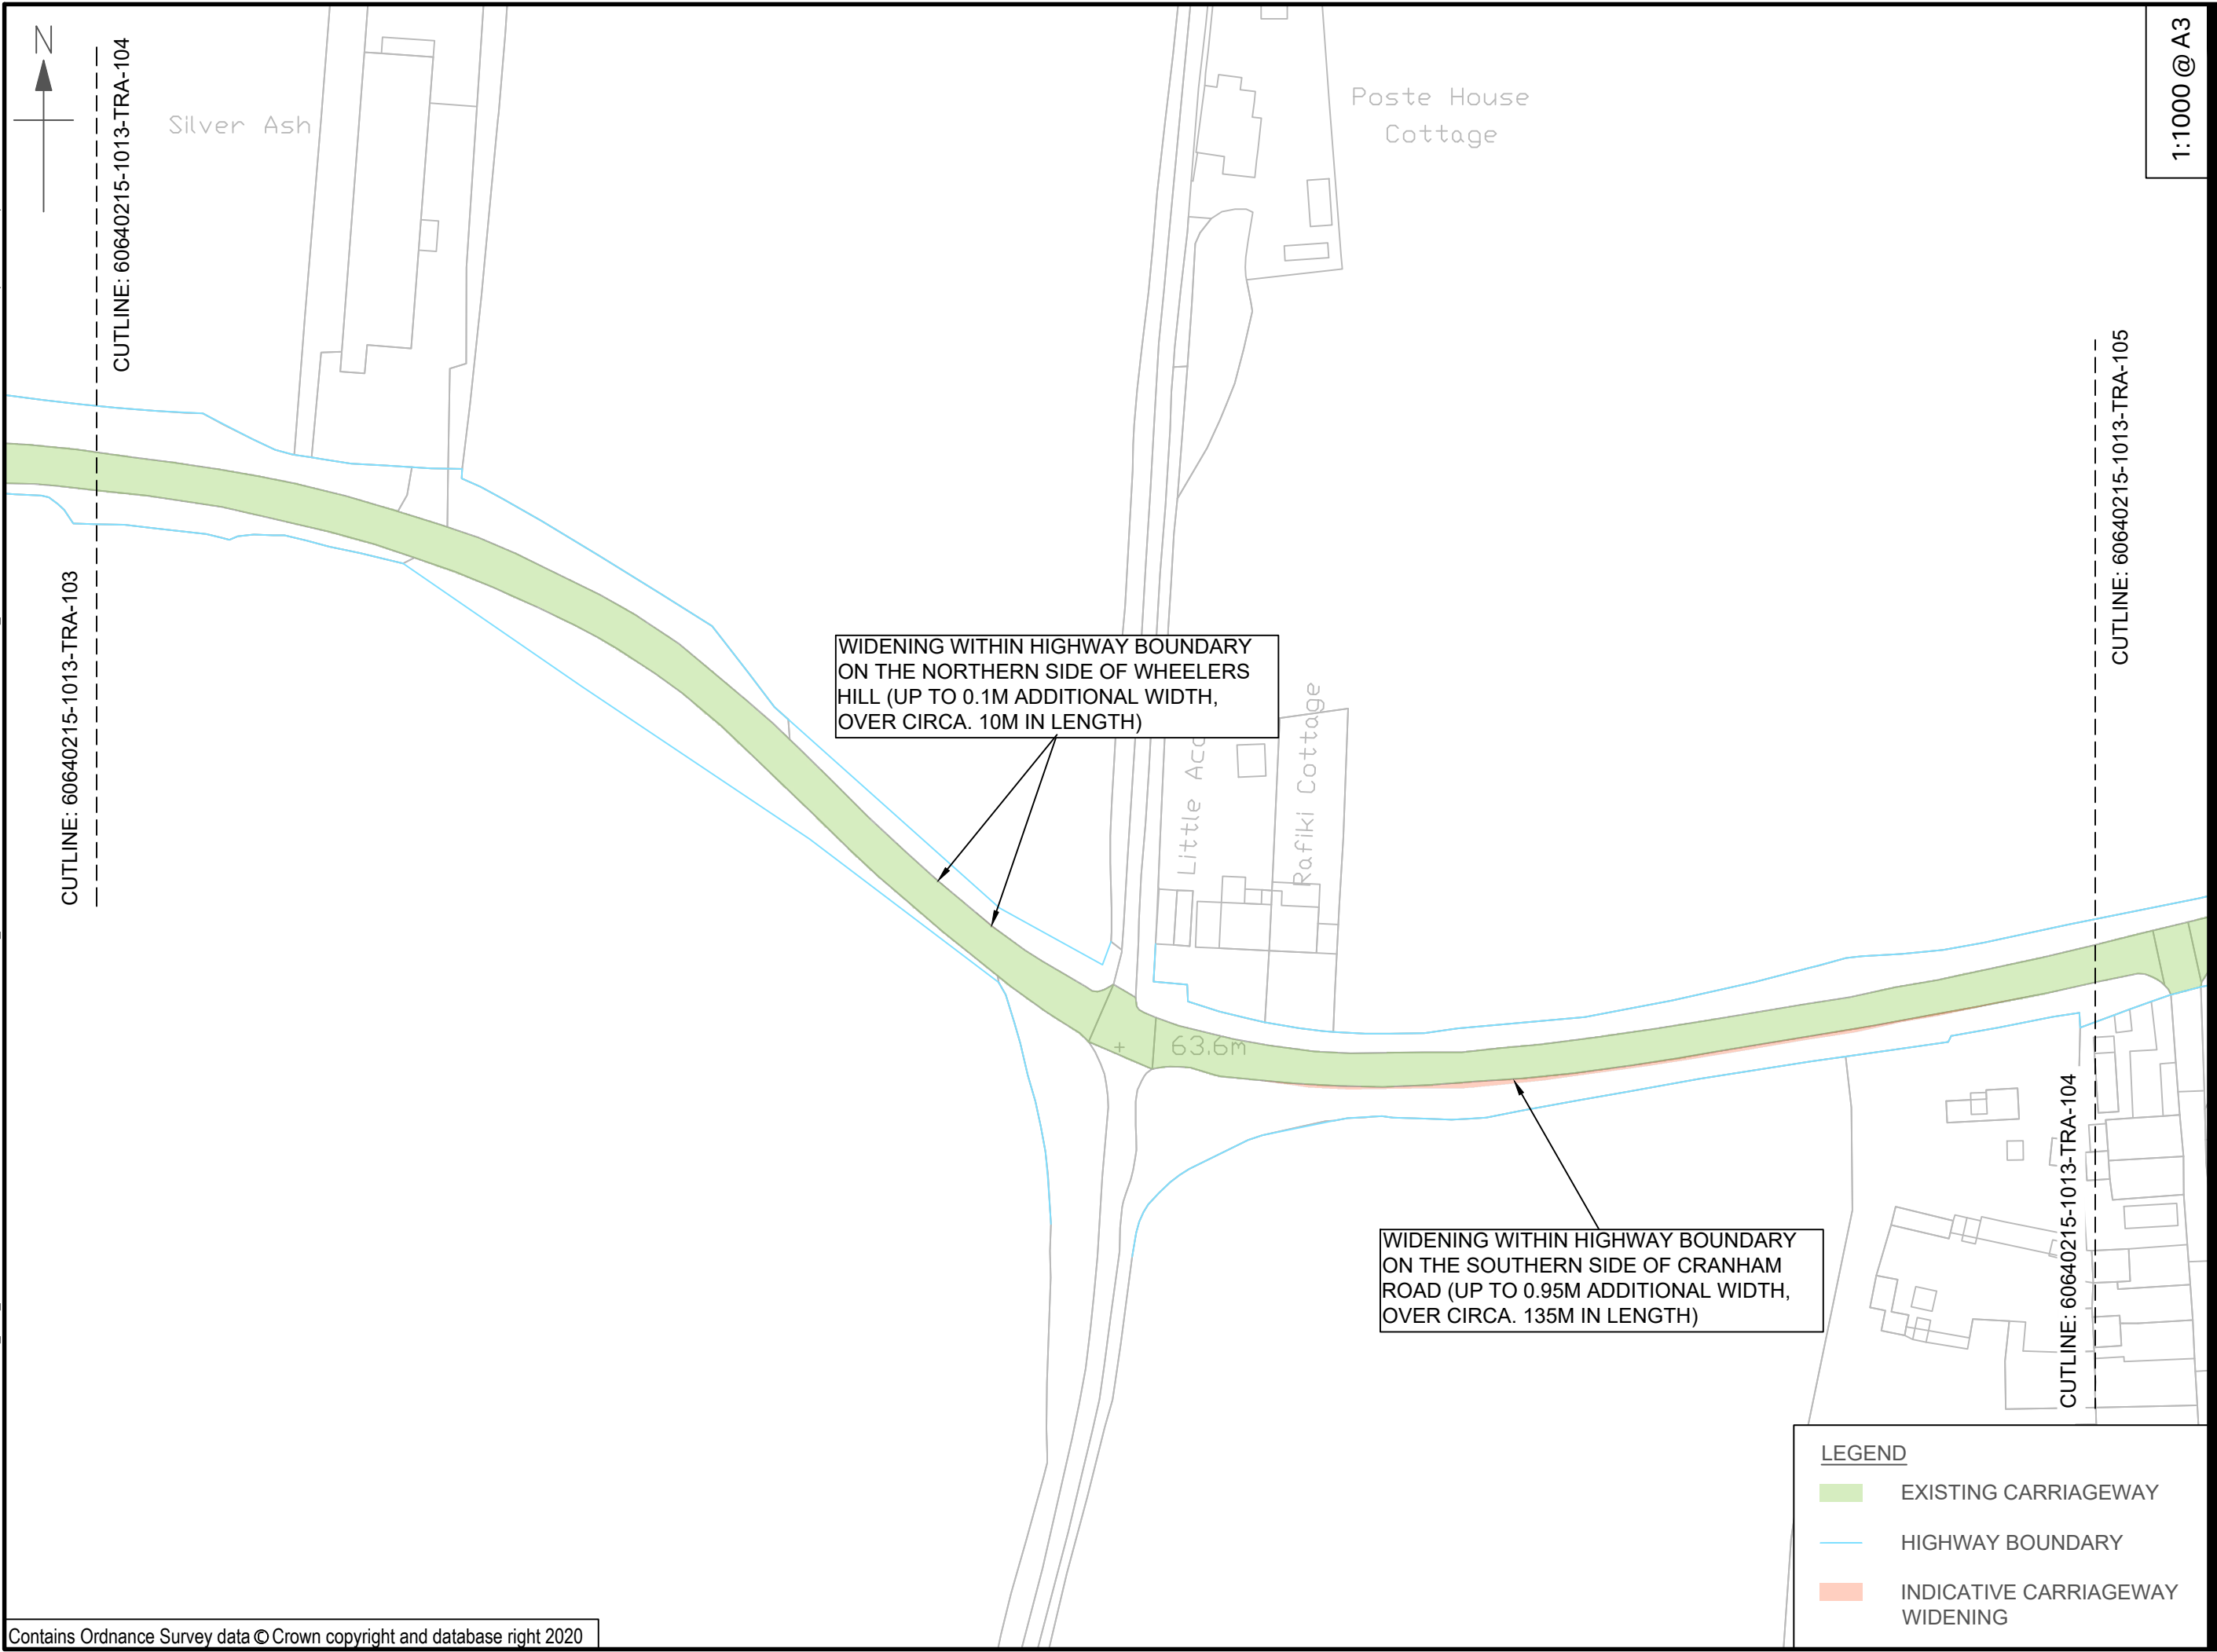 N
CUTLINE: 60640215-1013-TRA-104
Silver Ash
Poste House
Cottage
1:1000 @ A3
CUTLINE: 60640215-1013-TRA-103
CUTLINE: 60640215-1013-TRA-105
WIDENING WITHIN HIGHWAY BOUNDARY
ON THE NORTHERN SIDE OF WHEELERS
HILL (UP TO 0.1M ADDITIONAL WIDTH,
OVER CIRCA. 10M IN LENGTH)
Little Acc
Rafiki Cottage
63.6m
WIDENING WITHIN HIGHWAY BOUNDARY
ON THE SOUTHERN SIDE OF CRANHAM
ROAD (UP TO 0.95M ADDITIONAL WIDTH,
OVER CIRCA. 135M IN LENGTH)
CUTLINE: 60640215-1013-TRA-104
LEGEND
EXISTING CARRIAGEWAY
HIGHWAY BOUNDARY
INDICATIVE CARRIAGEWAY
WIDENING
Contains Ordnance Survey data © Crown copyright and database right 2020